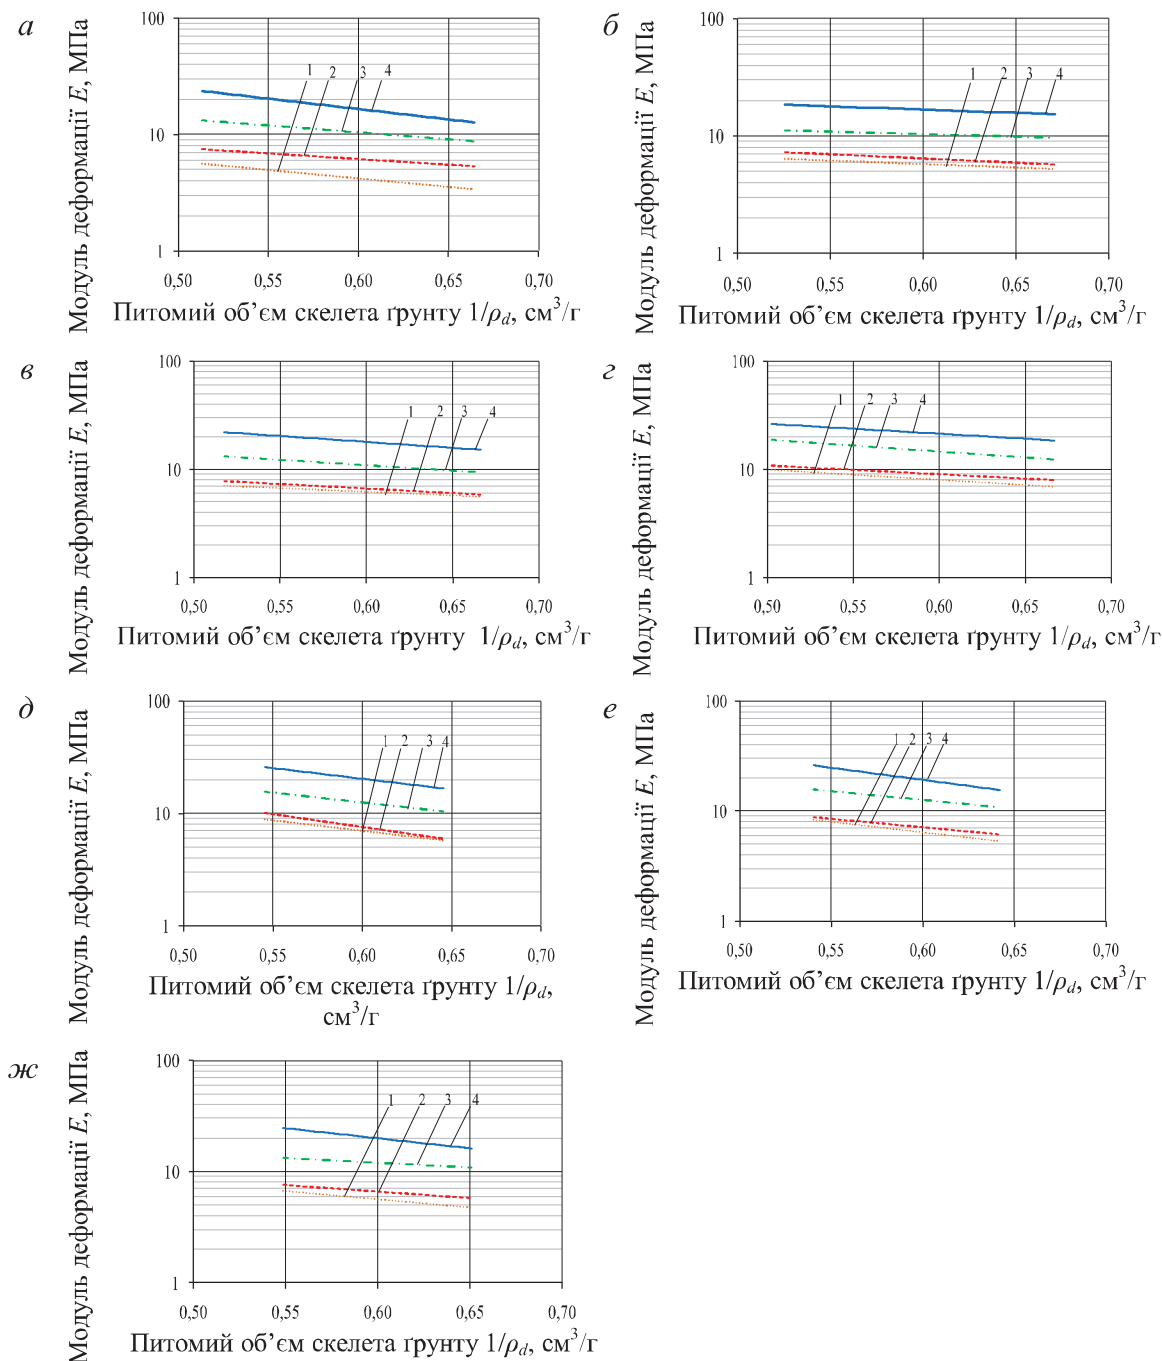 а
Модуль деформації E, МПа
100
10
1
1 2 3 4
0,50 0,55 0,60 0,65 0,70
Питомий об’єм скелета ґрунту 1/ρd, см³/г
б
Модуль деформації E, МПа
100
10
1
1 2 3 4
0,50 0,55 0,60 0,65 0,70
Питомий об’єм скелета ґрунту 1/ρd, см³/г
в
Модуль деформації E, МПа
100
10
1
1 2 3 4
0,50 0,55 0,60 0,65 0,70
Питомий об’єм скелета ґрунту 1/ρd, см³/г
г
Модуль деформації E, МПа
100
10
1
1 2 3 4
0,50 0,55 0,60 0,65 0,70
Питомий об’єм скелета ґрунту 1/ρd, см³/г
д
Модуль деформації E, МПа
100
10
1
1 2 3 4
0,50 0,55 0,60 0,65 0,70
Питомий об’єм скелета ґрунту 1/ρd,
см³/г
е
Модуль деформації E, МПа
100
10
1
1 2 3 4
0,50 0,55 0,60 0,65 0,70
Питомий об’єм скелета ґрунту 1/ρd, см³/г
ж
Модуль деформації E, МПа
100
10
1
1 2 3 4
0,50 0,55 0,60 0,65 0,70
Питомий об’єм скелета ґрунту 1/ρd, см³/г